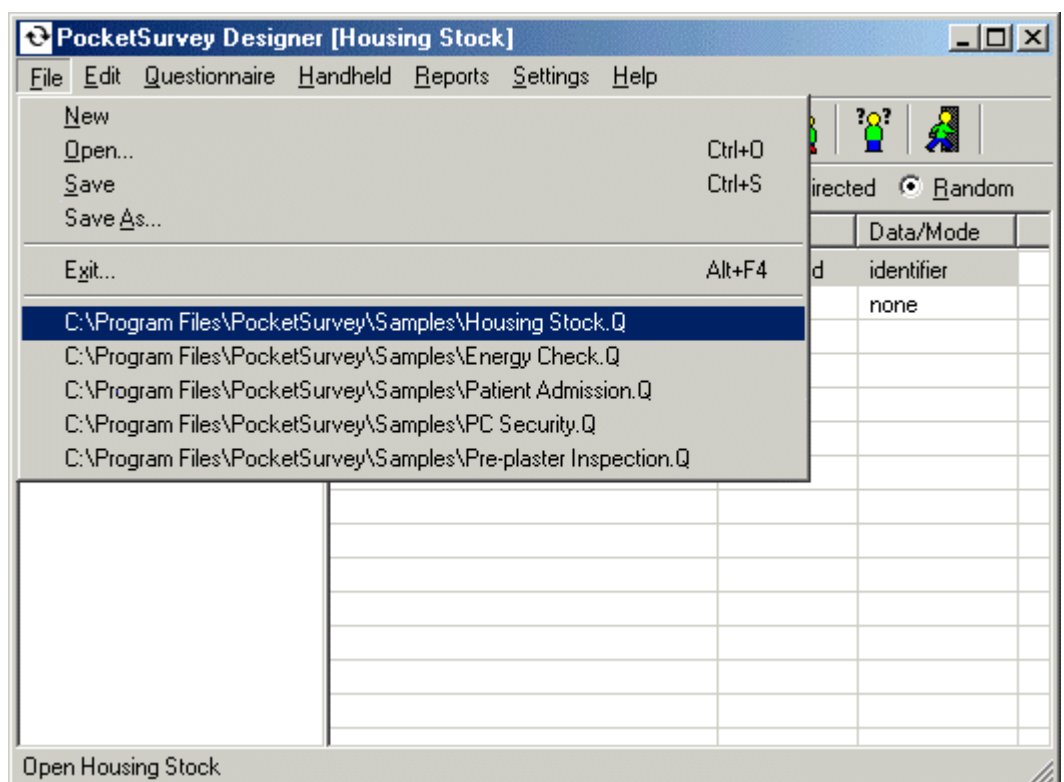 PocketSurvey Designer [Housing Stock]
File Edit Questionnaire Handheld Reports Settings Help
New
Open... Ctrl+O
Save Ctrl+S
Save As...
Exit... Alt+F4
C:\Program Files\PocketSurvey\Samples\Housing Stock.Q
C:\Program Files\PocketSurvey\Samples\Energy Check.Q
C:\Program Files\PocketSurvey\Samples\Patient Admission.Q
C:\Program Files\PocketSurvey\Samples\PC Security.Q
C:\Program Files\PocketSurvey\Samples\Pre-plaster Inspection.Q
? ?
irected Random
Data/Mode
d identifier
none
Open Housing Stock